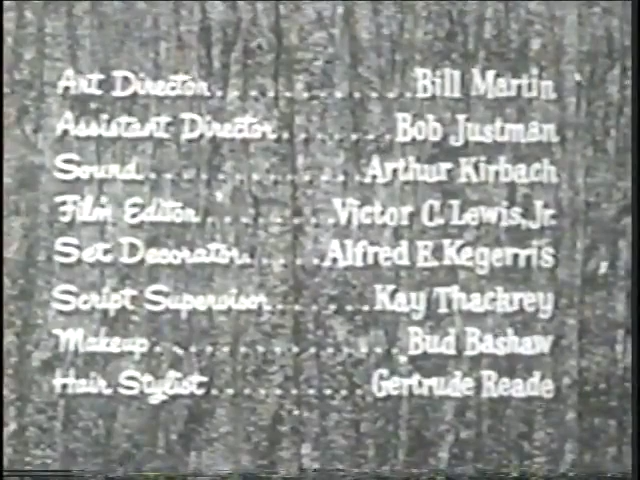 Art Director.............Bill Martin
Assistant Director.......Bob Justman
Sound..............Arthur Kirbach
Film Editor.........Victor C. Lewis, Jr.
Set Decorator.....Alfred E. Kegerris
Script Supervisor.......Kay Thackrey
Makeup................Bud Bashaw
Hair Stylist..........Gertrude Reade